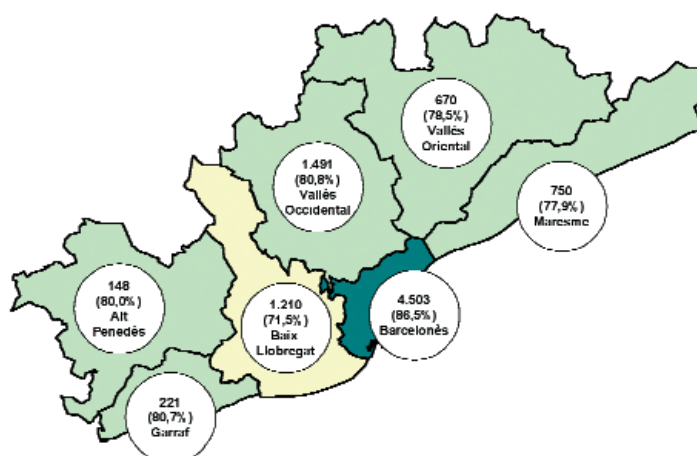 670
(78,5%)
Vallès
Oriental
1.491
(80,8%)
Vallès
Occidental
750
(77,9%)
Maresme
148
(80,0%)
Alt
Penedès
1.210
(71,5%)
Baix
Llobregat
4.503
(86,5%)
Barcelonès
221
(80,7%)
Garraf